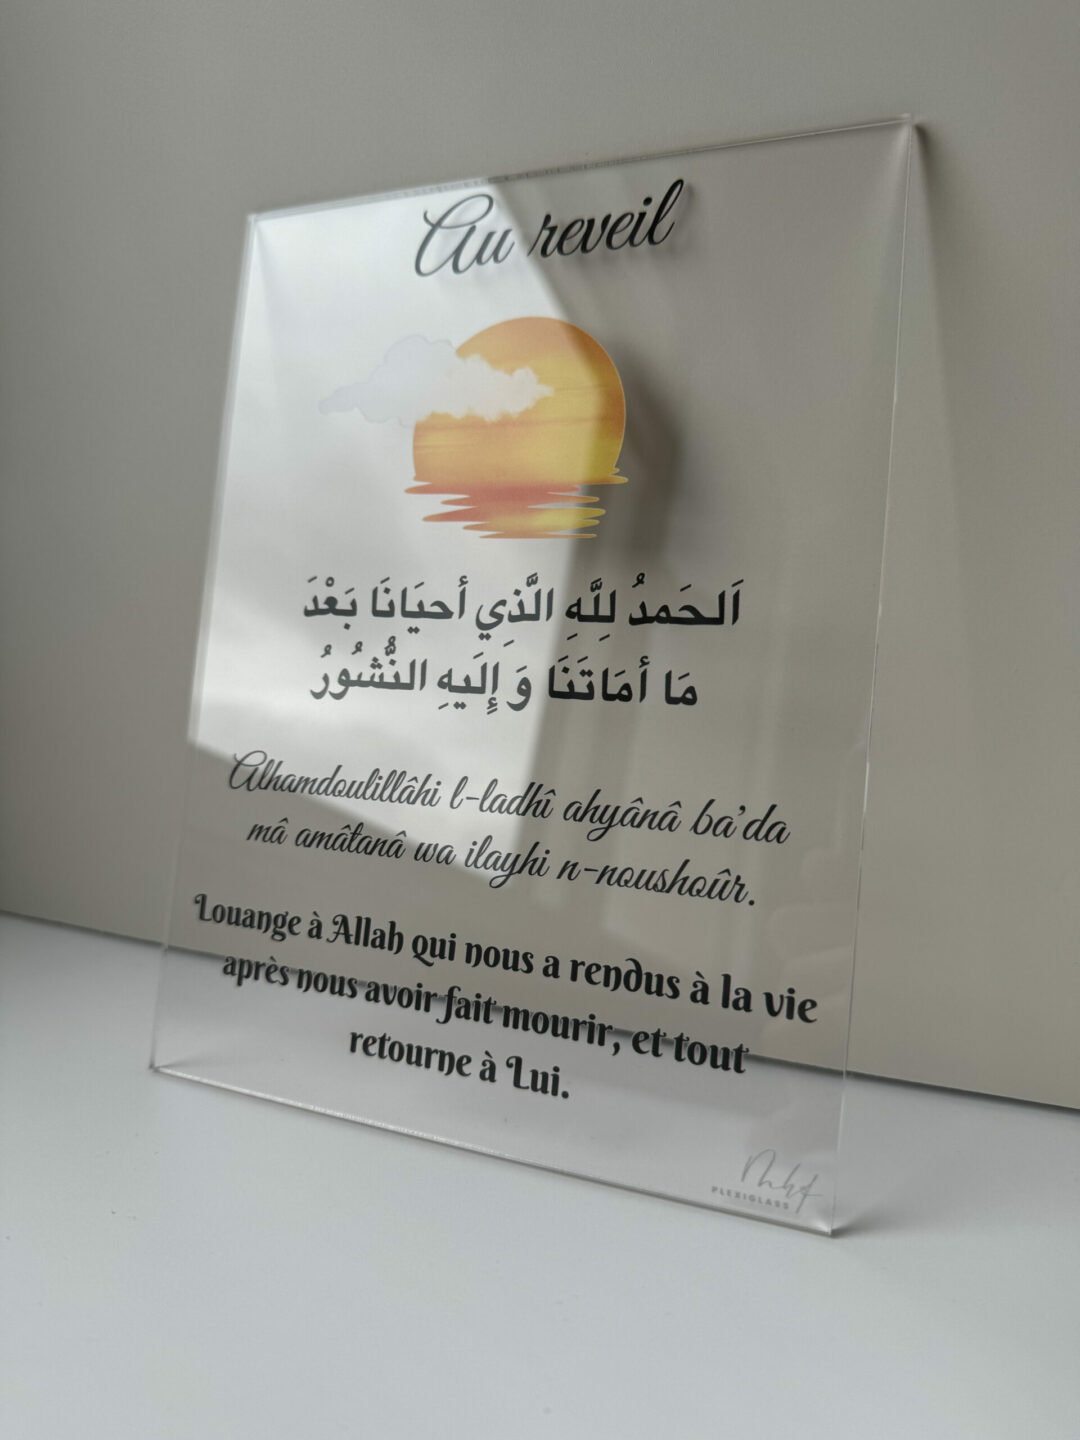 Au reveil
اَلحَمدُ لِلَّهِ الَّذِي أحيَانَا بَعْدَ
مَا أمَاتَنَا وَ إِلَيهِ النُّشُورُ
Alhamdoulillâhi l-ladhî ahyânâ ba’da
mâ amâtanâ wa ilayhi n-noushoûr.
Louange à Allah qui nous a rendus à la vie
après nous avoir fait mourir, et tout
retourne à Lui.
PLEXIGLASS